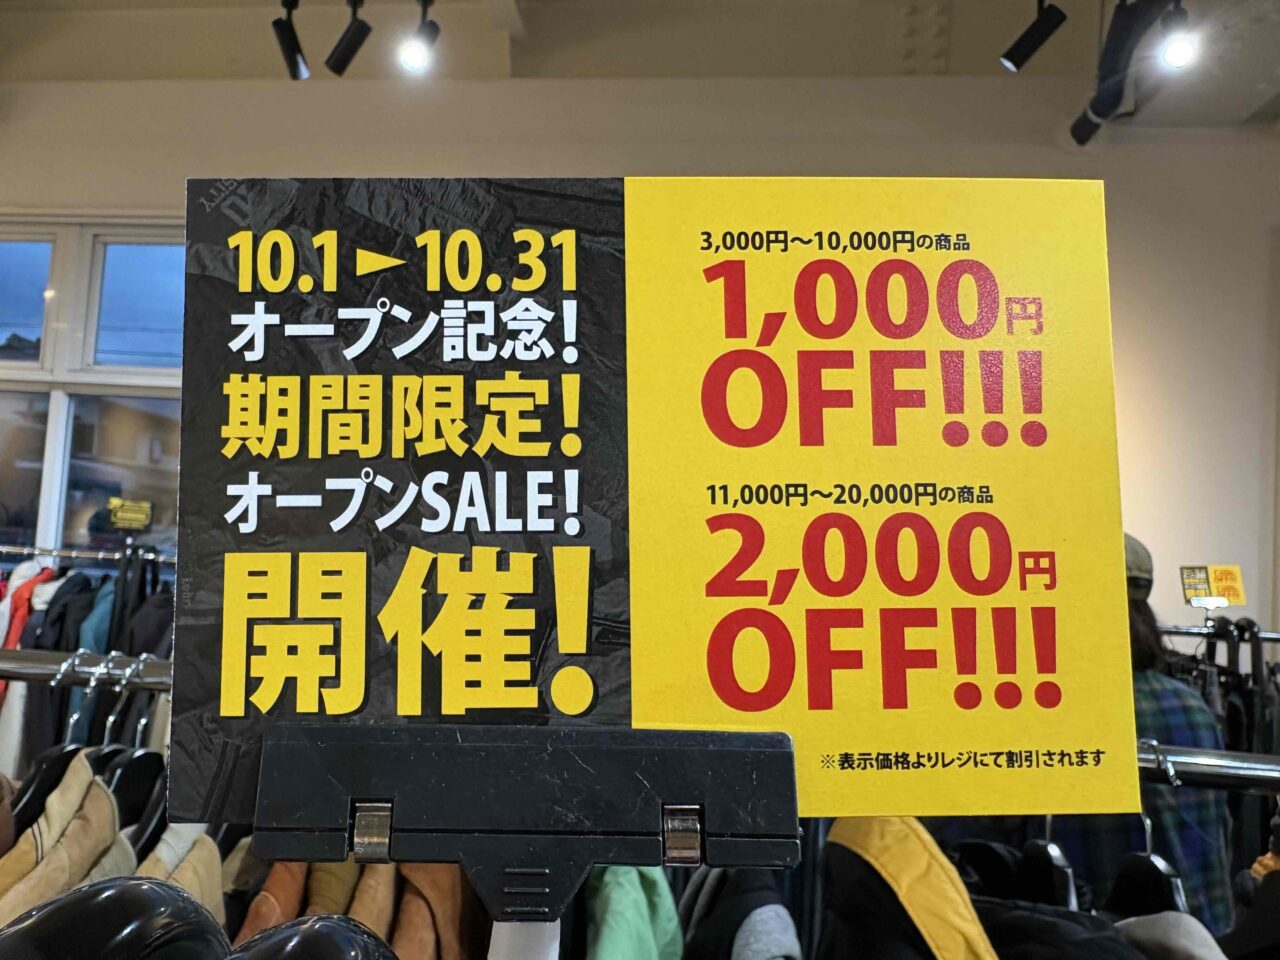 10.1▶10.31
オープン記念!
期間限定!
オープンSALE!
開催!
3,000円～10,000円の商品
1,000円
OFF!!!
11,000円～20,000円の商品
2,000円
OFF!!!
※表示価格よりレジにて割引されます